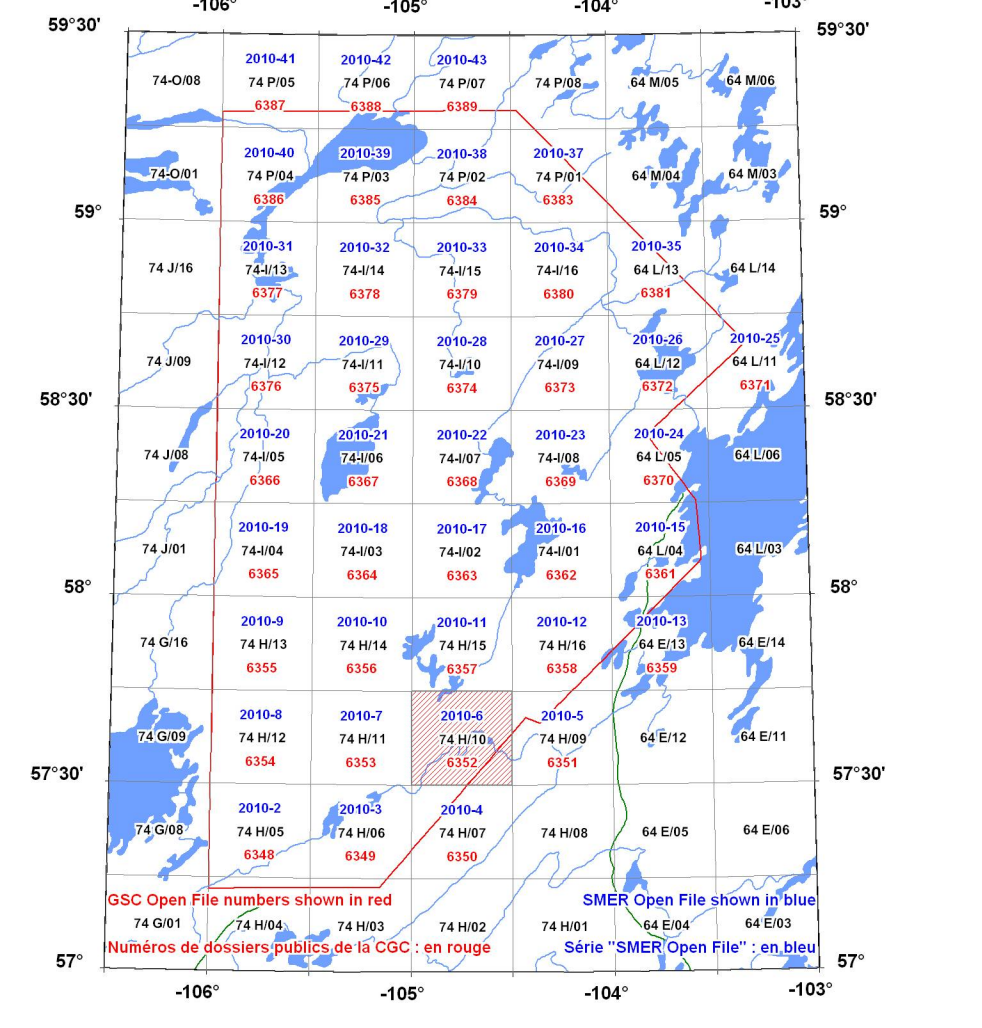 -106° -105° -104° -103°
59°30' 59°30'
2010-41 2010-42 2010-43
74-O/08 74 P/05 74 P/06 74 P/07 74 P/08 64 M/05 64 M/06
6387 6388 6389
2010-40 2010-39 2010-38 2010-37
74-O/01 74 P/04 74 P/03 74 P/02 74 P/01 64 M/04 64 M/03
6386 6385 6384 6383
59° 59°
2010-31 2010-32 2010-33 2010-34 2010-35
74 J/16 74-I/13 74-I/14 74-I/15 74-I/16 64 L/13 64 L/14
6377 6378 6379 6380 6381
2010-30 2010-29 2010-28 2010-27 2010-26 2010-25
74 J/09 74-I/12 74-I/11 74-I/10 74-I/09 64 L/12 64 L/11
6376 6375 6374 6373 6372 6371
58°30' 58°30'
2010-20 2010-21 2010-22 2010-23 2010-24
74 J/08 74-I/05 74-I/06 74-I/07 74-I/08 64 L/05 64 L/06
6366 6367 6368 6369 6370
2010-19 2010-18 2010-17 2010-16 2010-15
74 J/01 74-I/04 74-I/03 74-I/02 74-I/01 64 L/04 64 L/03
6365 6364 6363 6362 6361
58° 58°
2010-9 2010-10 2010-11 2010-12 2010-13
74 G/16 74 H/13 74 H/14 74 H/15 74 H/16 64 E/13 64 E/14
6355 6356 6357 6358 6359
2010-8 2010-7 2010-6 2010-5
74 G/09 74 H/12 74 H/11 74 H/10 74 H/09 64 E/12 64 E/11
6354 6353 6352 6351
57°30' 57°30'
2010-2 2010-3 2010-4
74 G/08 74 H/05 74 H/06 74 H/07 74 H/08 64 E/05 64 E/06
6348 6349 6350
GSC Open File numbers shown in red SMER Open File shown in blue
74 G/01 74 H/04 74 H/03 74 H/02 74 H/01 64 E/04 64 E/03
Numéros de dossiers publics de la CGC : en rouge Série "SMER Open File" : en bleu
57° 57°
-106° -105° -104° -103°